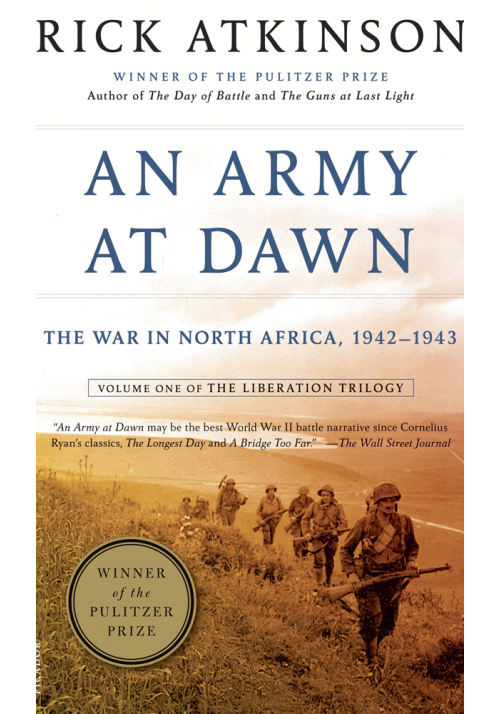 RICK ATKINSON
WINNER OF THE PULITZER PRIZE
Author of The Day of Battle and The Guns at Last Light
AN ARMY
AT DAWN
THE WAR IN NORTH AFRICA, 1942–1943
VOLUME ONE OF THE LIBERATION TRILOGY
“An Army at Dawn may be the best World War II battle narrative since Cornelius
Ryan’s classics, The Longest Day and A Bridge Too Far.” —The Wall Street Journal
WINNER
of the
PULITZER
PRIZE